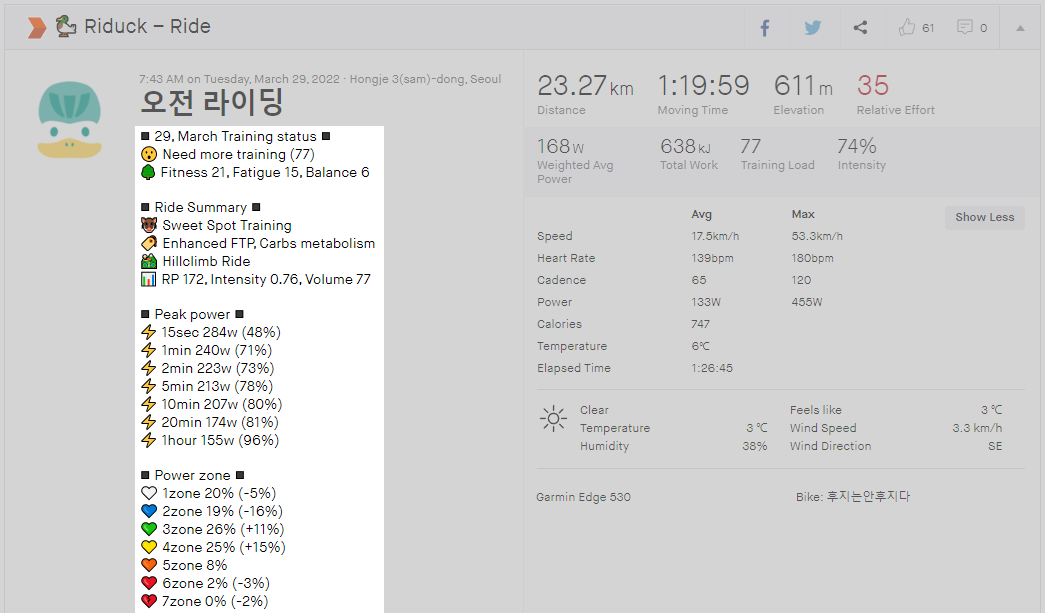 Riduck – Ride
61
0
7:43 AM on Tuesday, March 29, 2022 · Hongje 3(sam)-dong, Seoul
오전 라이딩
■ 29, March Training status ■
😮 Need more training (77)
🌳 Fitness 21, Fatigue 15, Balance 6
■ Ride Summary ■
Sweet Spot Training
Enhanced FTP, Carbs metabolism
Hillclimb Ride
📊 RP 172, Intensity 0.76, Volume 77
■ Peak power ■
⚡ 15sec 284w (48%)
⚡ 1min 240w (71%)
⚡ 2min 223w (73%)
⚡ 5min 213w (78%)
⚡ 10min 207w (80%)
⚡ 20min 174w (81%)
⚡ 1hour 155w (96%)
■ Power zone ■
🤍 1zone 20% (-5%)
💙 2zone 19% (-16%)
💚 3zone 26% (+11%)
💛 4zone 25% (+15%)
🧡 5zone 8%
❤️ 6zone 2% (-3%)
💔 7zone 0% (-2%)
23.27km 1:19:59 611m 35
Distance Moving Time Elevation Relative Effort
168W 638kJ 77 74%
Weighted Avg Power Total Work Training Load Intensity
Avg Max
Show Less
Speed 17.5km/h 53.3km/h
Heart Rate 139bpm 180bpm
Cadence 65 120
Power 133W 455W
Calories 747
Temperature 6℃
Elapsed Time 1:26:45
Clear Feels like 3 ℃
Temperature 3 ℃ Wind Speed 3.3 km/h
Humidity 38% Wind Direction SE
Garmin Edge 530 Bike: 후지는안후지다